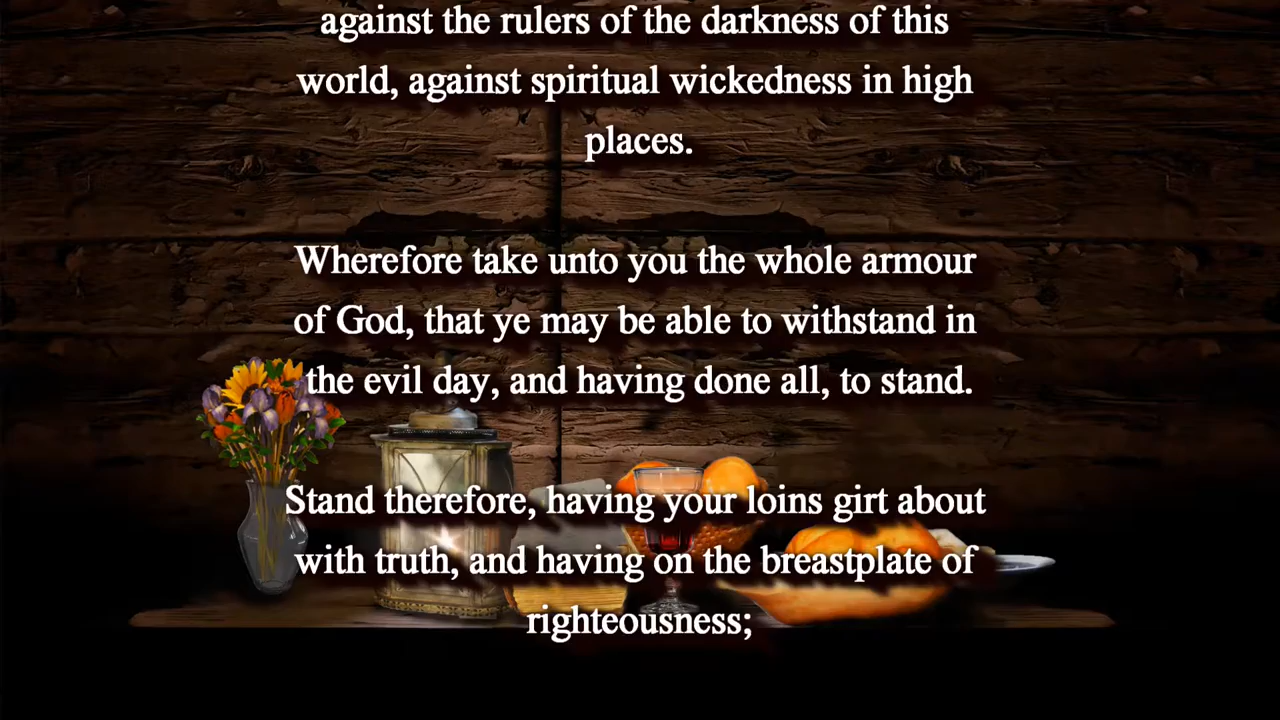 against the rulers of the darkness of this
world, against spiritual wickedness in high
places.
Wherefore take unto you the whole armour
of God, that ye may be able to withstand in
the evil day, and having done all, to stand.
Stand therefore, having your loins girt about
with truth, and having on the breastplate of
righteousness;